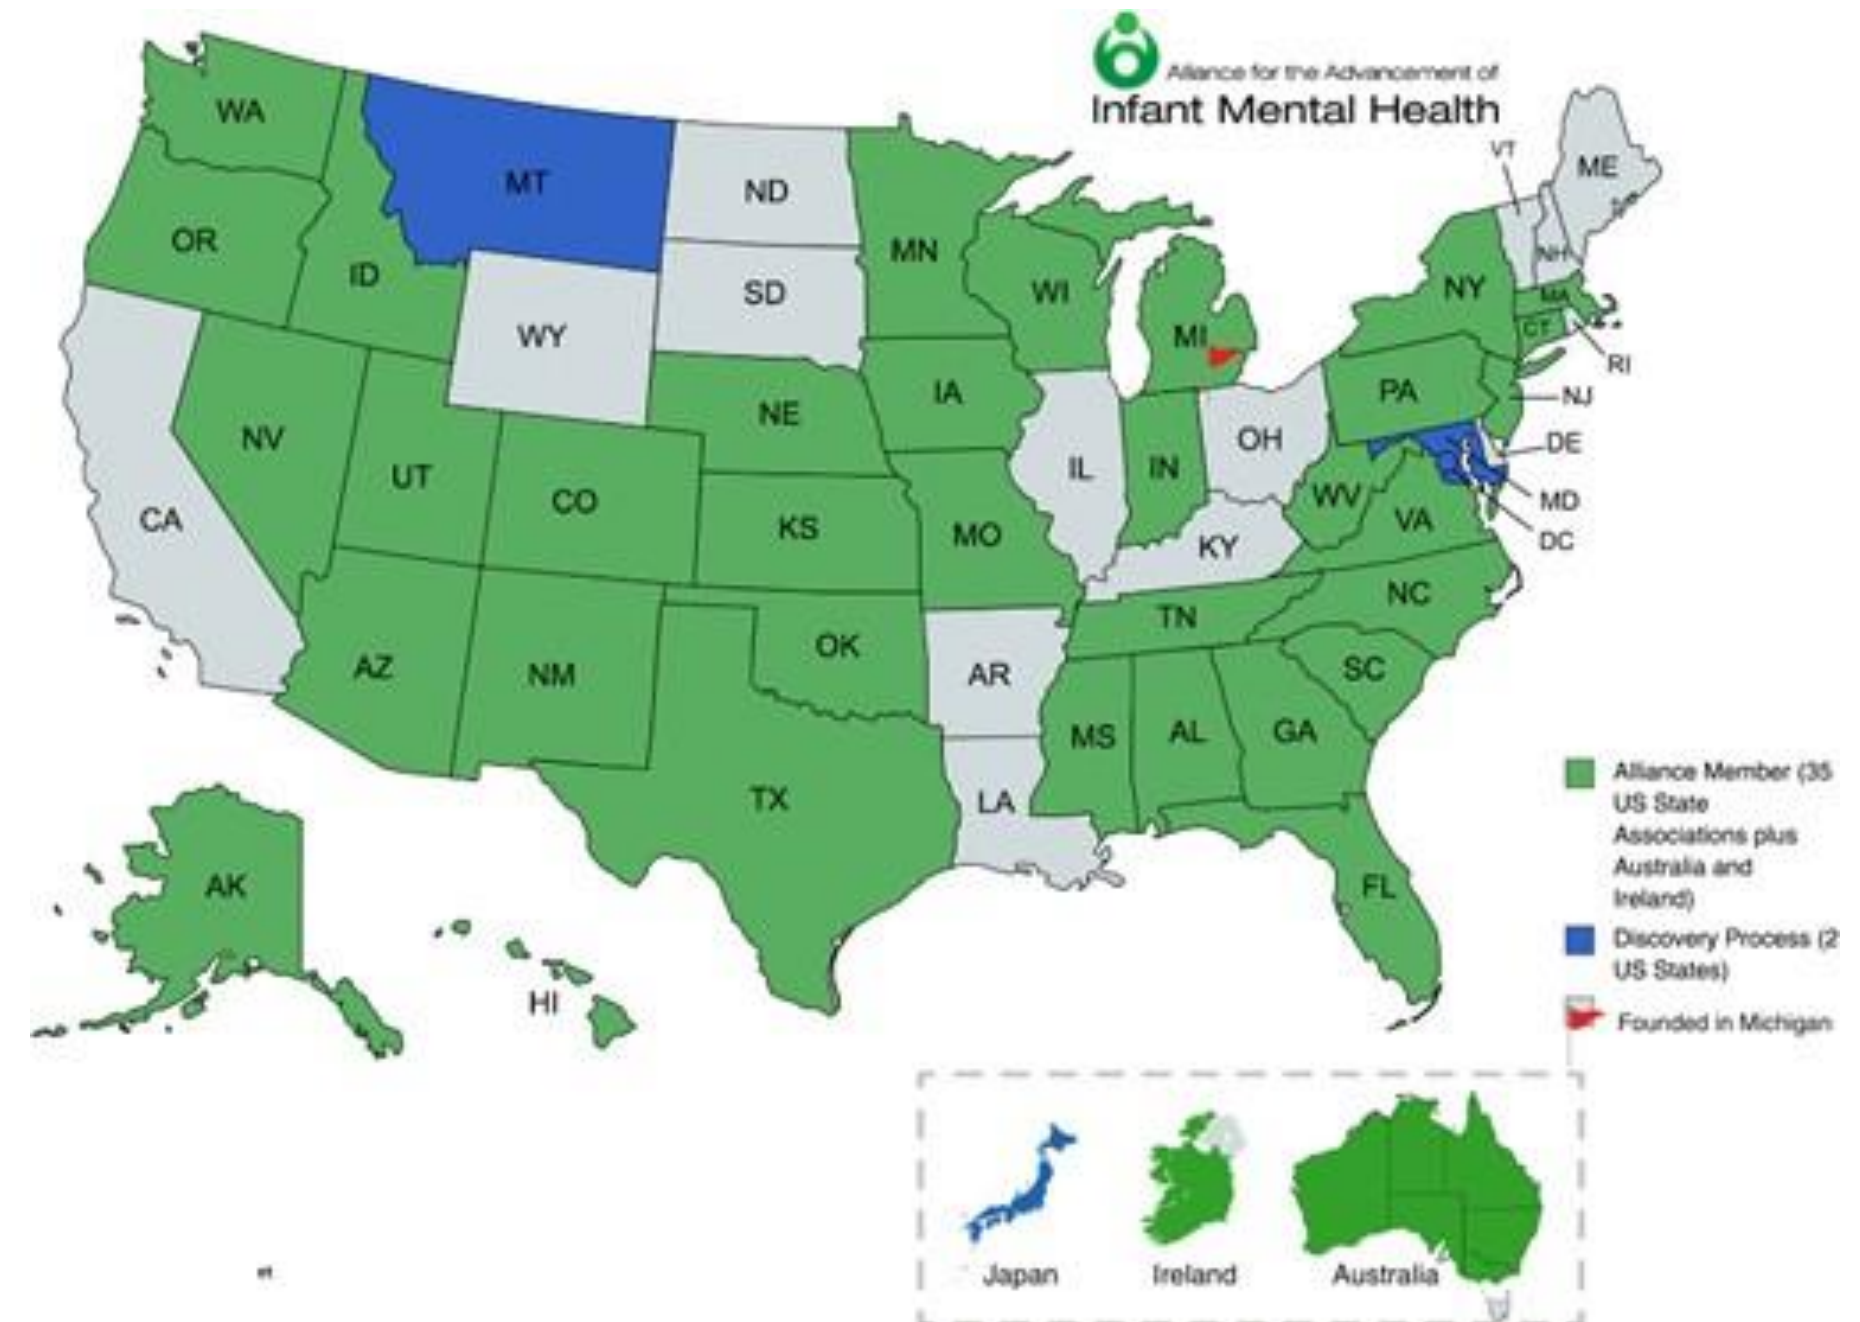 Alliance for the Advancement of
Infant Mental Health
WA
MT
ND
VT
ME
OR
ID
MN
SD
WI
NY
NH
MA
WY
MI
CT
RI
IA
PA
NJ
NE
NV
OH
DE
UT
IL
IN
CO
WV
MD
CA
KS
MO
VA
DC
KY
NC
TN
OK
AZ
NM
AR
SC
MS
AL
GA
TX
LA
AK
FL
HI
Alliance Member (35
US State
Associations plus
Australia and
Ireland)
Discovery Process (2
US States)
Founded in Michigan
Japan
Ireland
Australia